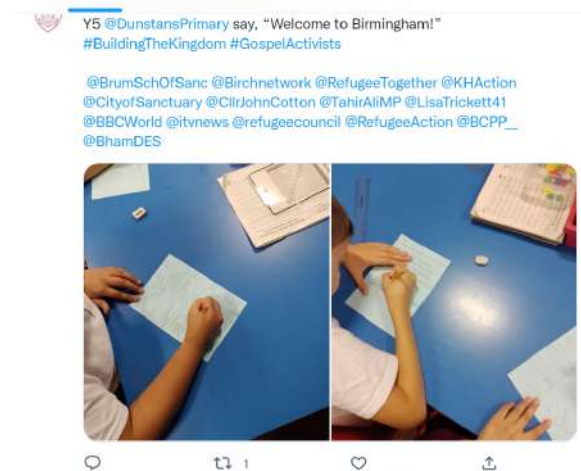 Y5 @DunstansPrimary say, “Welcome to Birmingham!”
#BuildingTheKingdom #GospelActivists
@BrumSchOfSanc @Birchnetwork @RefugeeTogether @KHAction
@CityofSanctuary @CllrJohnCotton @TahirAliMP @LisaTrickett41
@BBCWorld @itvnews @refugeecouncil @RefugeeAction @BCPP__
@BhamDES
1